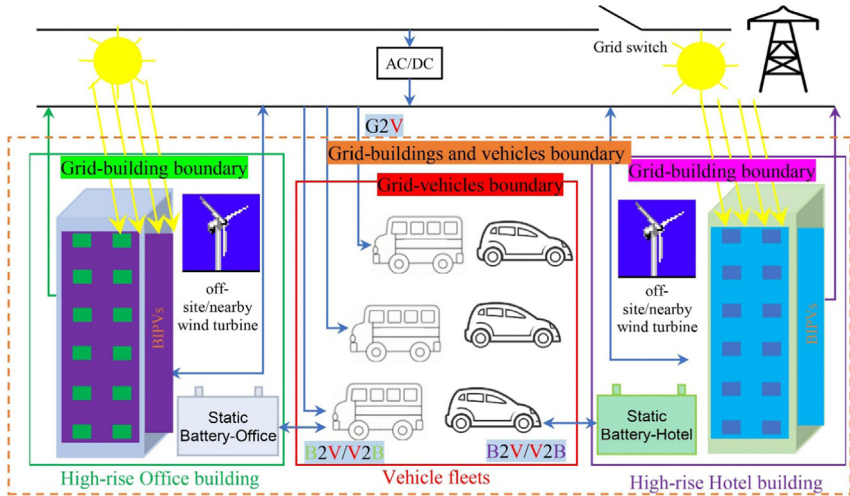 Grid switch
AC/DC
G2V
Grid-buildings and vehicles boundary
Grid-building boundary
Grid-vehicles boundary
Grid-building boundary
off-
site/nearby
wind turbine
BIPVs
off-
site/nearby
wind turbine
BIPVs
Static
Battery-Office
Static
Battery-Hotel
B2V/V2B
B2V/V2B
High-rise Office building
Vehicle fleets
High-rise Hotel building